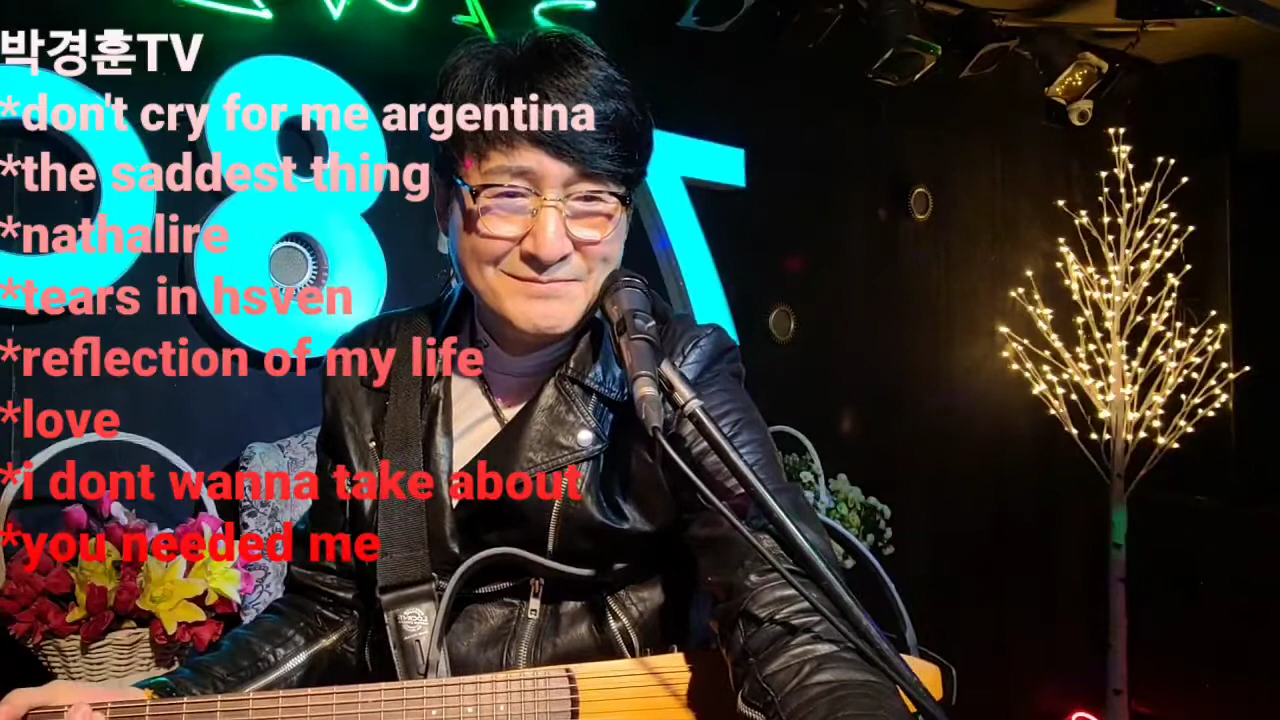 박경훈TV
*don't cry for me argentina
*the saddest thing
*nathalire
*tears in hsven
*reflection of my life
*love
*i dont wanna take about
*you needed me